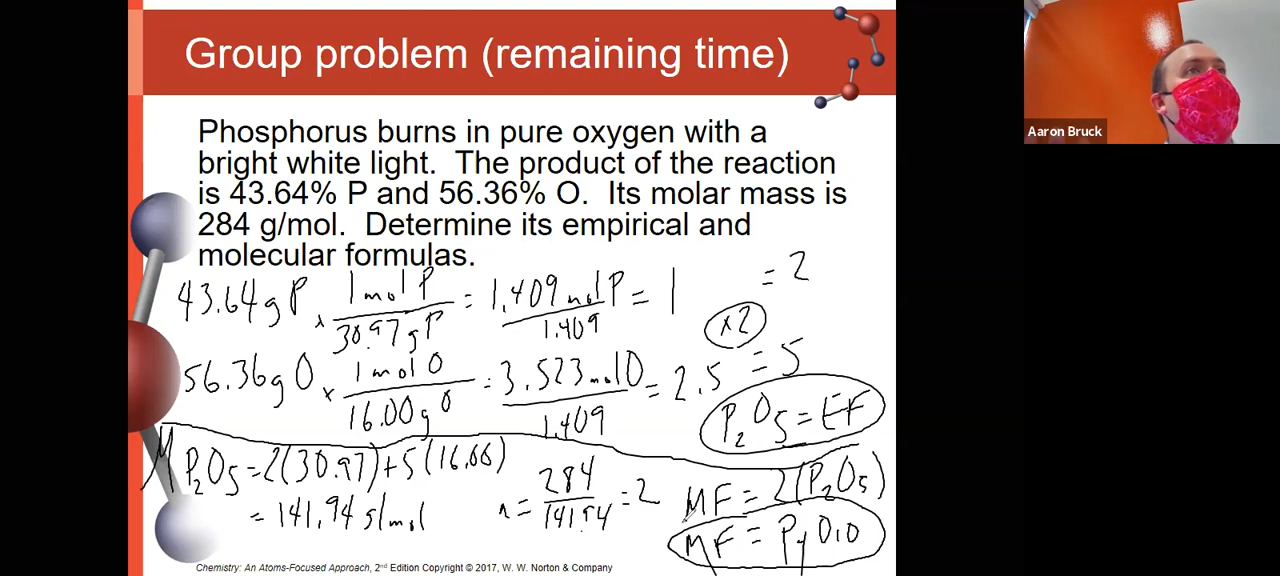 Group problem (remaining time)
Aaron Bruck
Phosphorus burns in pure oxygen with a
bright white light. The product of the reaction
is 43.64% P and 56.36% O. Its molar mass is
284 g/mol. Determine its empirical and
molecular formulas.
43.64 g P x 1 mol P / 30.97 g P = 1.409 mol P / 1.409 = 1 = 2
x2
56.36 g O x 1 mol O / 16.00 g O = 3.523 mol O / 1.409 = 2.5 = 5
P2O5 = EF
M P2O5 = 2(30.97) + 5(16.00)
= 141.94 g/mol
n = 284 / 141.94 = 2
MF = 2(P2O5)
MF = P4O10
Chemistry: An Atoms-Focused Approach, 2nd Edition Copyright © 2017, W. W. Norton & Company